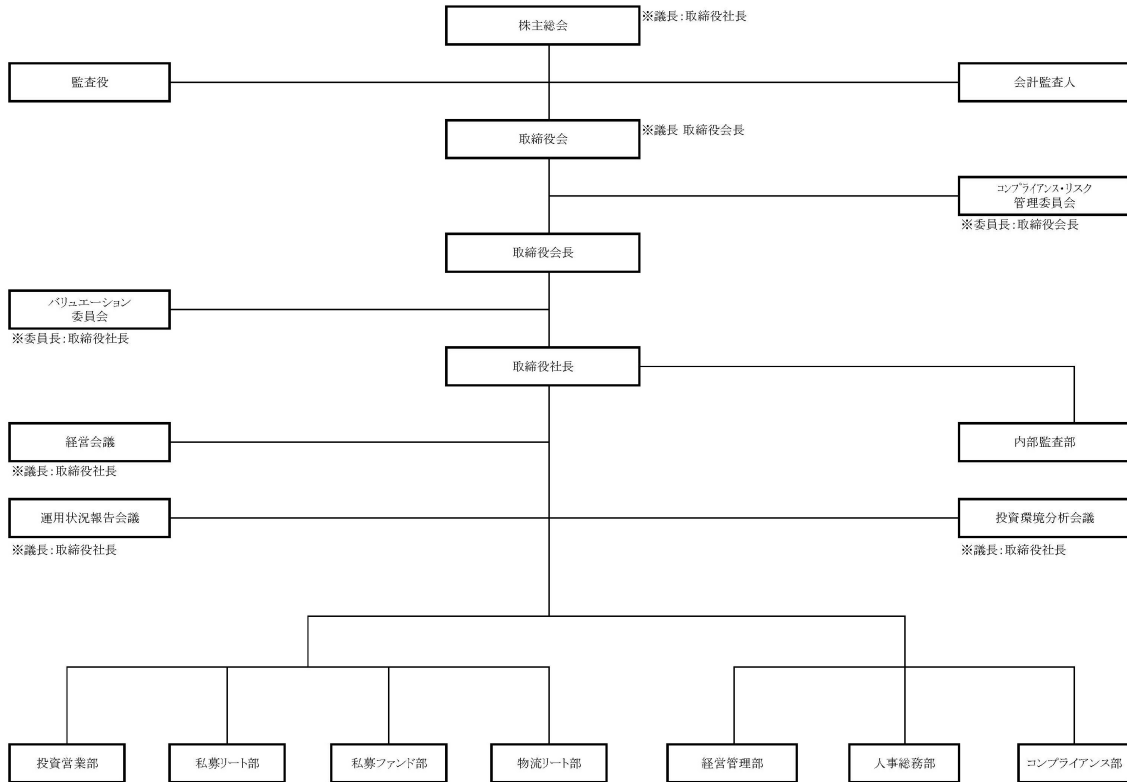 株主総会
※議長：取締役社長
監査役
会計監査人
取締役会
※議長 取締役会長
コンプライアンス・リスク
管理委員会
※委員長：取締役会長
取締役会長
バリュエーション
委員会
※委員長：取締役社長
取締役社長
経営会議
※議長：取締役社長
内部監査部
運用状況報告会議
※議長：取締役社長
投資環境分析会議
※議長：取締役社長
投資営業部
私募リート部
私募ファンド部
物流リート部
経営管理部
人事総務部
コンプライアンス部